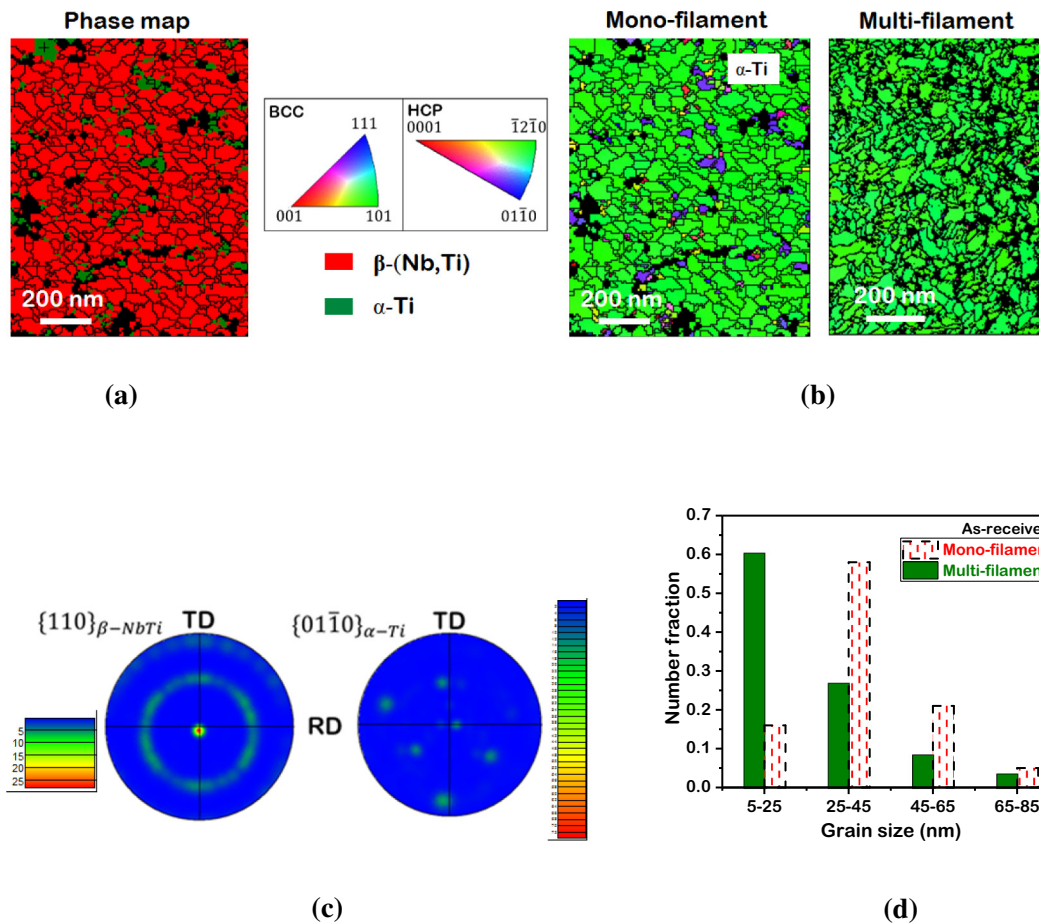 Phase map
200 nm
BCC
111
001
101
HCP
0001
1̅21̅0
011̅0
β-(Nb,Ti)
α-Ti
(a)
Mono-filament
Multi-filament
α-Ti
200 nm
200 nm
(b)
{110}β−NbTi
TD
{011̅0}α−Ti
TD
RD
5
10
15
20
25
(c)
As-receive
Mono-filamen
Multi-filamen
Number fraction
0.7
0.6
0.5
0.4
0.3
0.2
0.1
0.0
5-25
25-45
45-65
65-85
Grain size (nm)
(d)